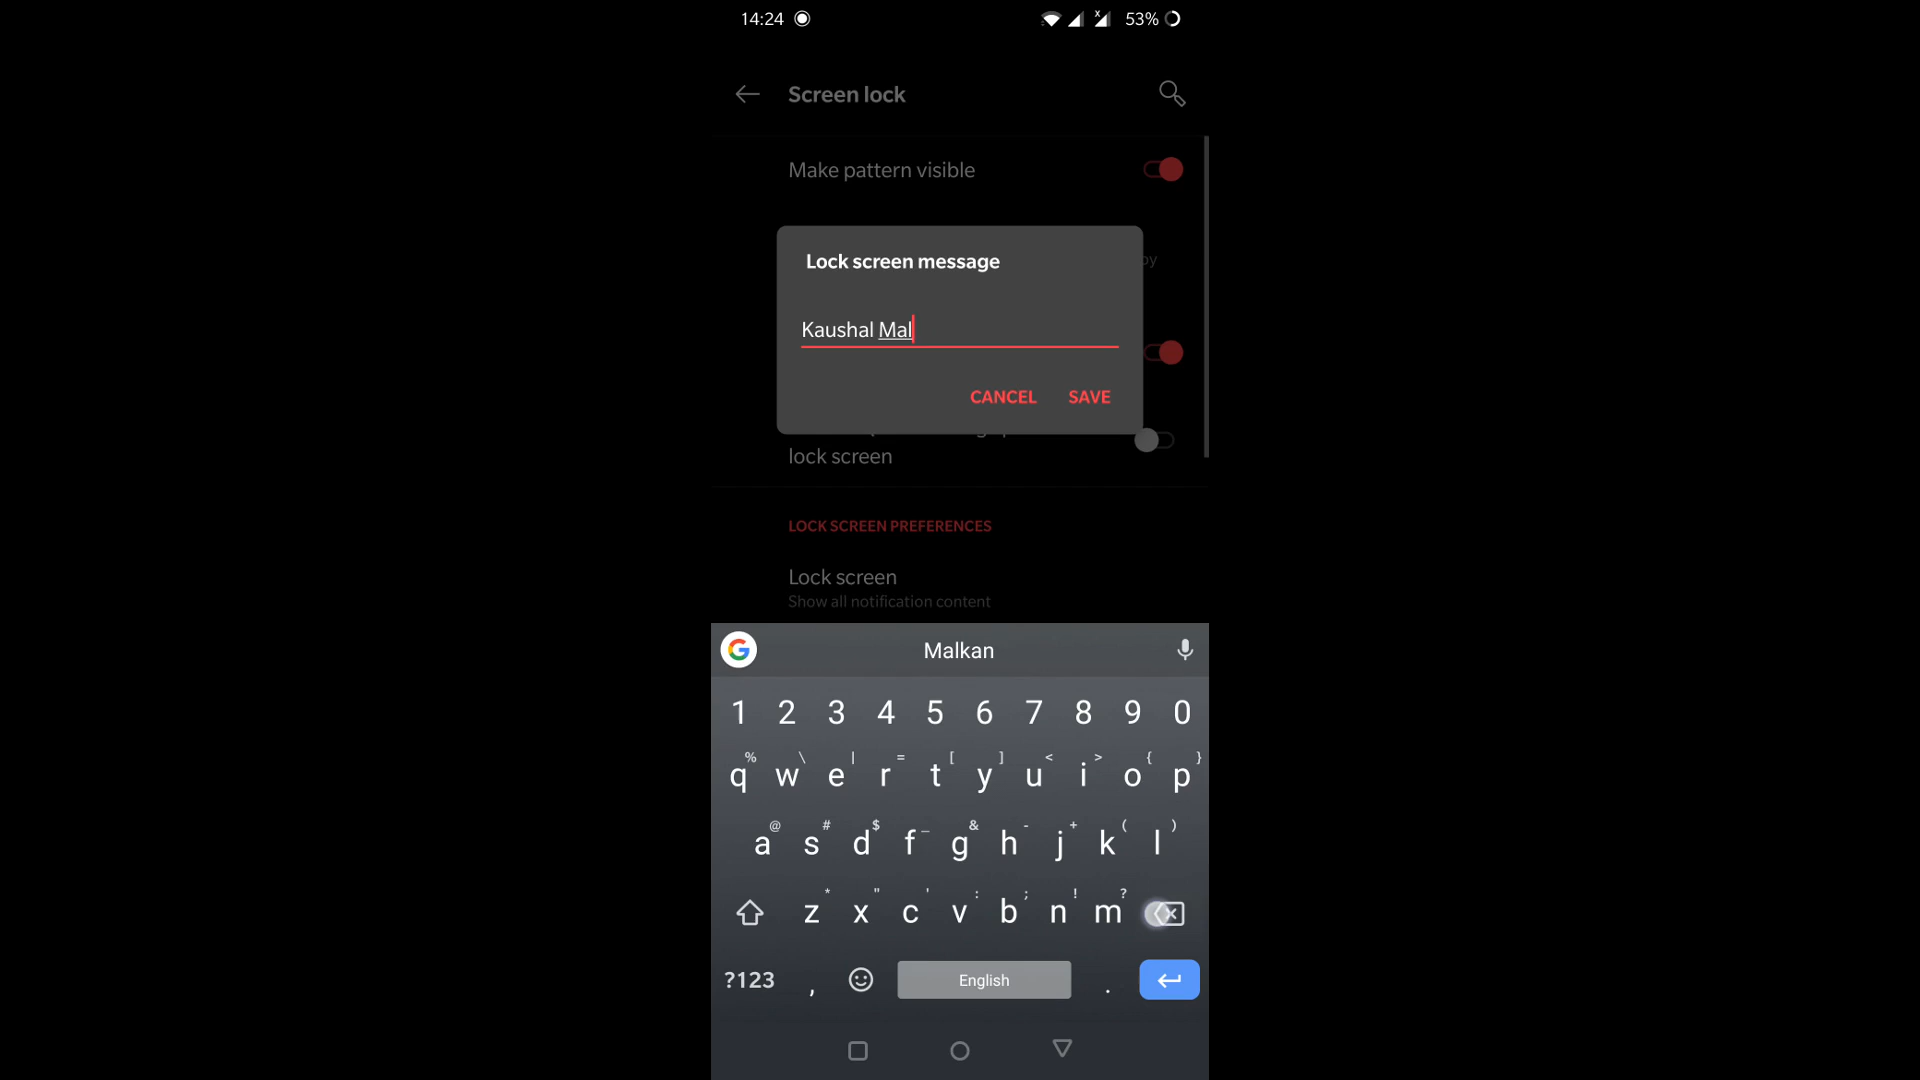 14:24
x
53%
Screen lock
Make pattern visible
by
Lock screen message
Kaushal Mal
CANCEL SAVE
lock screen
LOCK SCREEN PREFERENCES
Lock screen
Show all notification content
G Malkan
1 2 3 4 5 6 7 8 9 0
% \ | = [ ] < > { }
q w e r t y u i o p
@ # $ _ & - + ( )
a s d f g h j k l
* " ' : ; ! ?
z x c v b n m
?123 , English .